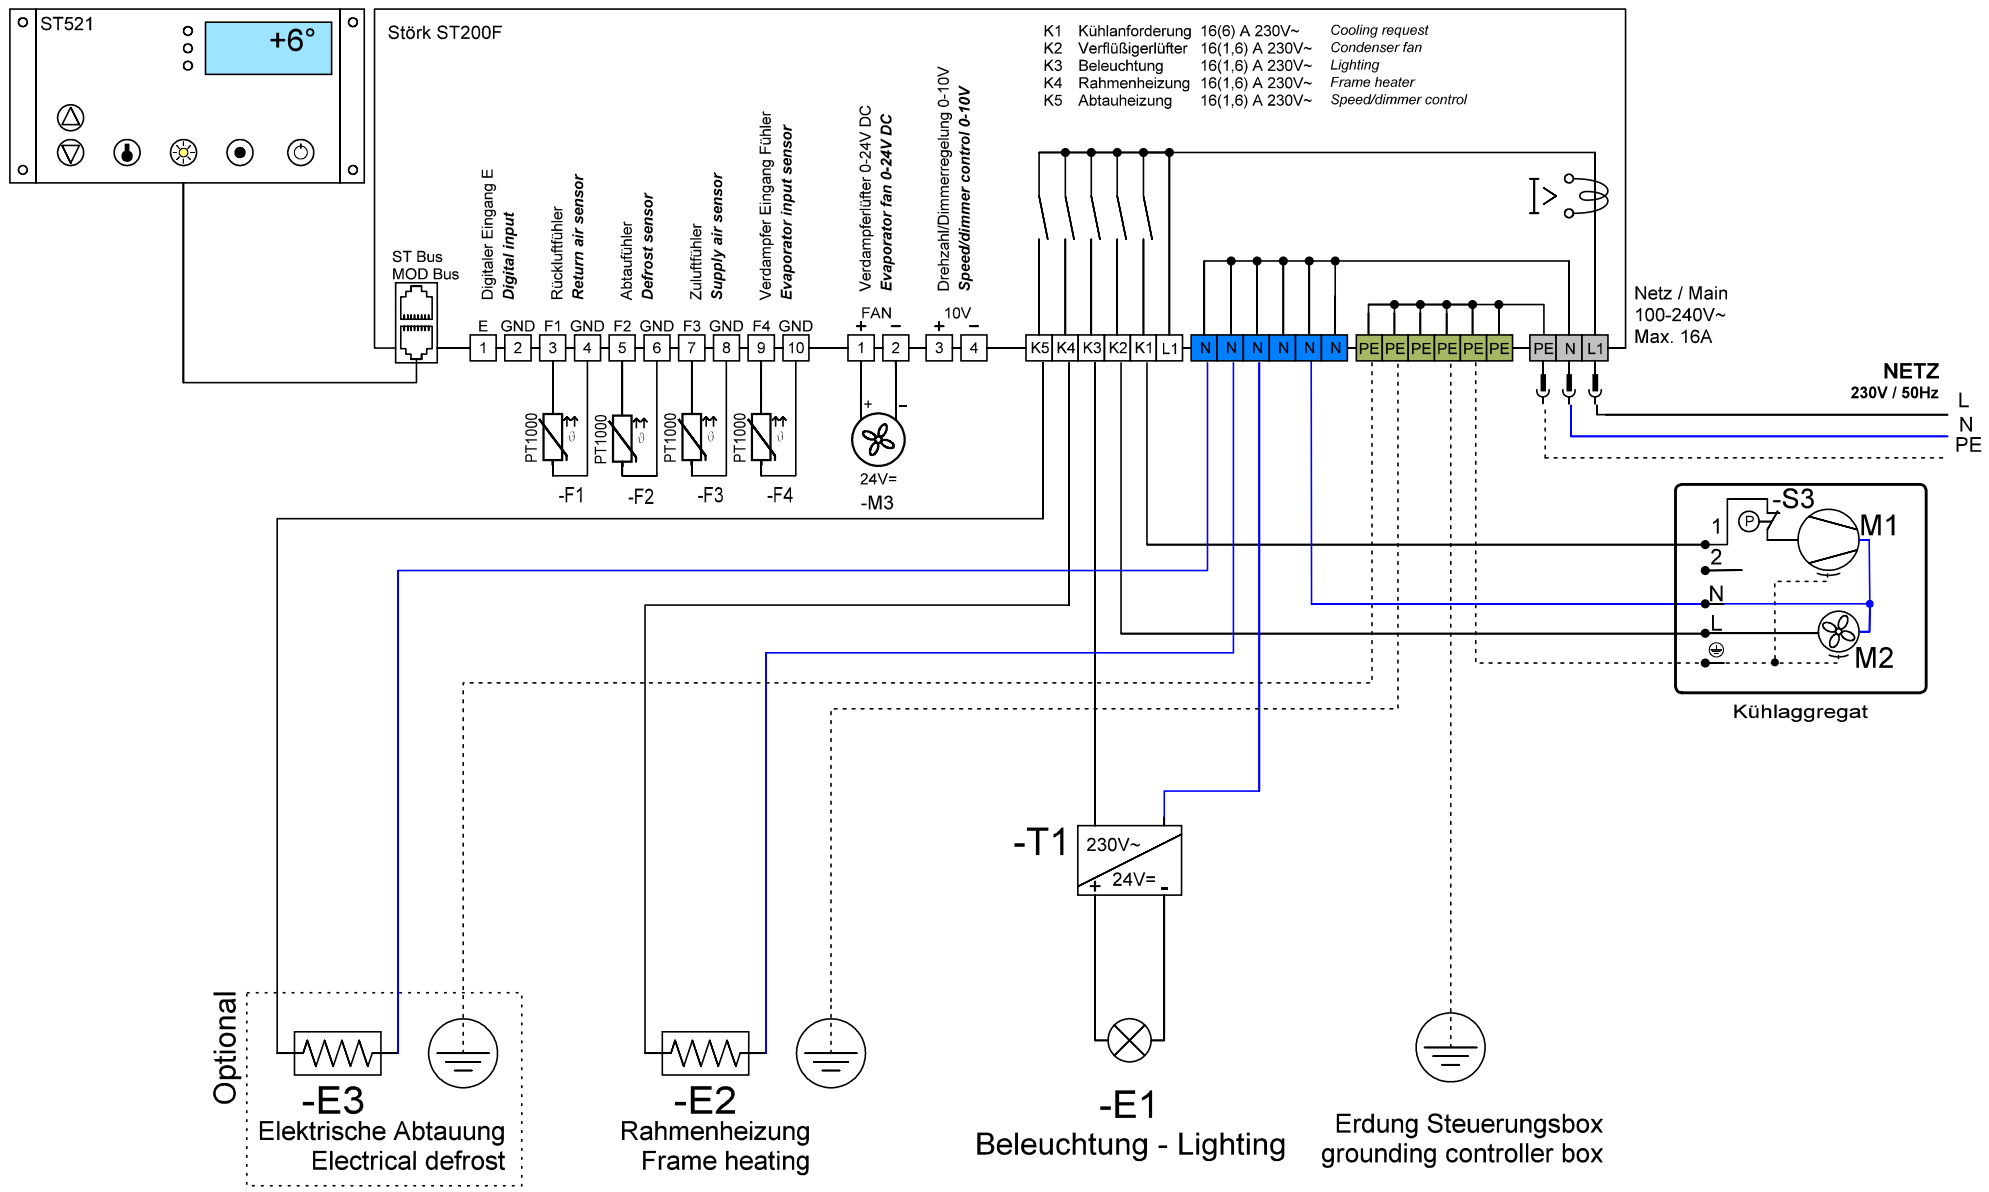 ST521
+6°
Störk ST200F
K1 Kühlanforderung 16(6) A 230V~ Cooling request
K2 Verflüßigerlüfter 16(1,6) A 230V~ Condenser fan
K3 Beleuchtung 16(1,6) A 230V~ Lighting
K4 Rahmenheizung 16(1,6) A 230V~ Frame heater
K5 Abtauheizung 16(1,6) A 230V~ Speed/dimmer control
ST Bus
MOD Bus
Digitaler Eingang E
Digital input
Rückluftfühler
Return air sensor
Abtaufühler
Defrost sensor
Zuluftfühler
Supply air sensor
Verdampfer Eingang Fühler
Evaporator input sensor
Verdampferlüfter 0-24V DC
Evaporator fan 0-24V DC
Drehzahl/Dimmerregelung 0-10V
Speed/dimmer control 0-10V
E GND F1 GND F2 GND F3 GND F4 GND
FAN
+ −
10V
+ −
1 2 3 4 5 6 7 8 9 10 1 2 3 4
K5 K4 K3 K2 K1 L1 N N N N N N PE PE PE PE PE PE PE N L1
Netz / Main
100-240V~
Max. 16A
NETZ
230V / 50Hz
L
N
PE
PT1000
-F1
PT1000
-F2
PT1000
-F3
PT1000
-F4
+ −
24V=
-M3
-S3
P
M1
1
2
N
L
M2
Kühlaggregat
-T1
230V~
24V=
+ -
Optional
-E3
Elektrische Abtauung
Electrical defrost
-E2
Rahmenheizung
Frame heating
-E1
Beleuchtung - Lighting
Erdung Steuerungsbox
grounding controller box